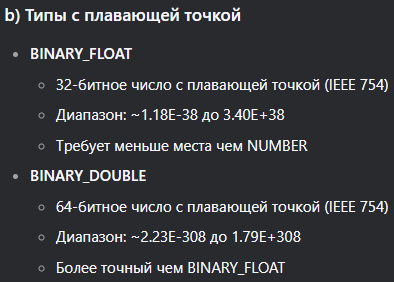 b) Типы с плавающей точкой
BINARY_FLOAT
32-битное число с плавающей точкой (IEEE 754)
Диапазон: ~1.18E-38 до 3.40E+38
Требует меньше места чем NUMBER
BINARY_DOUBLE
64-битное число с плавающей точкой (IEEE 754)
Диапазон: ~2.23E-308 до 1.79E+308
Более точный чем BINARY_FLOAT